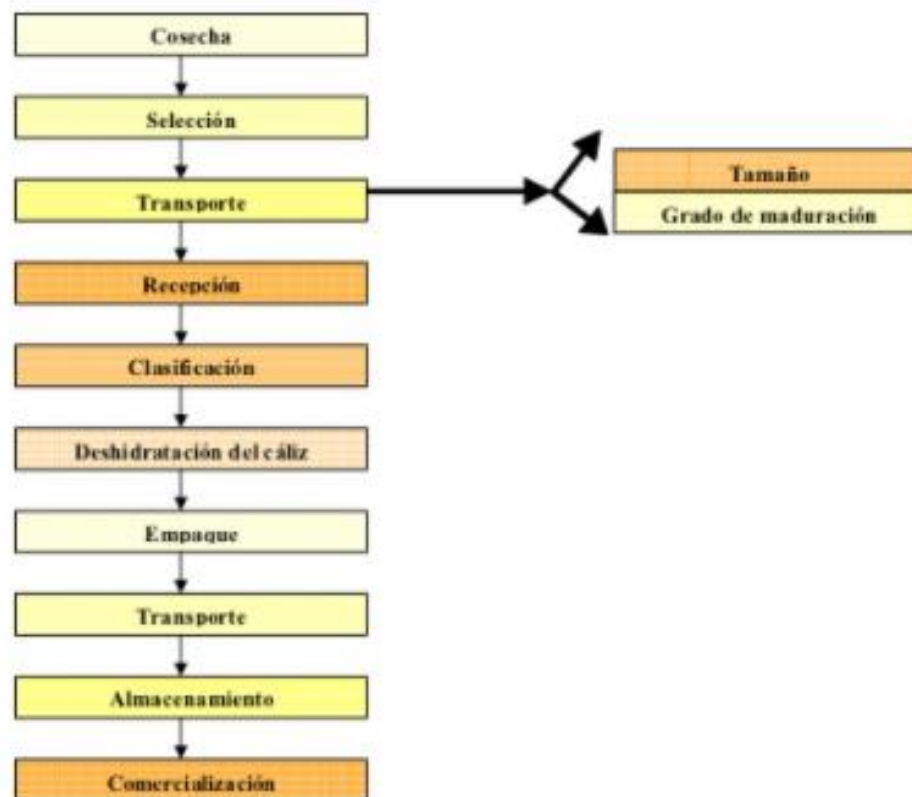 Cosecha
Selección
Transporte
Tamaño
Grado de maduración
Recepción
Clasificación
Deshidratación del cáliz
Empaque
Transporte
Almacenamiento
Comercialización